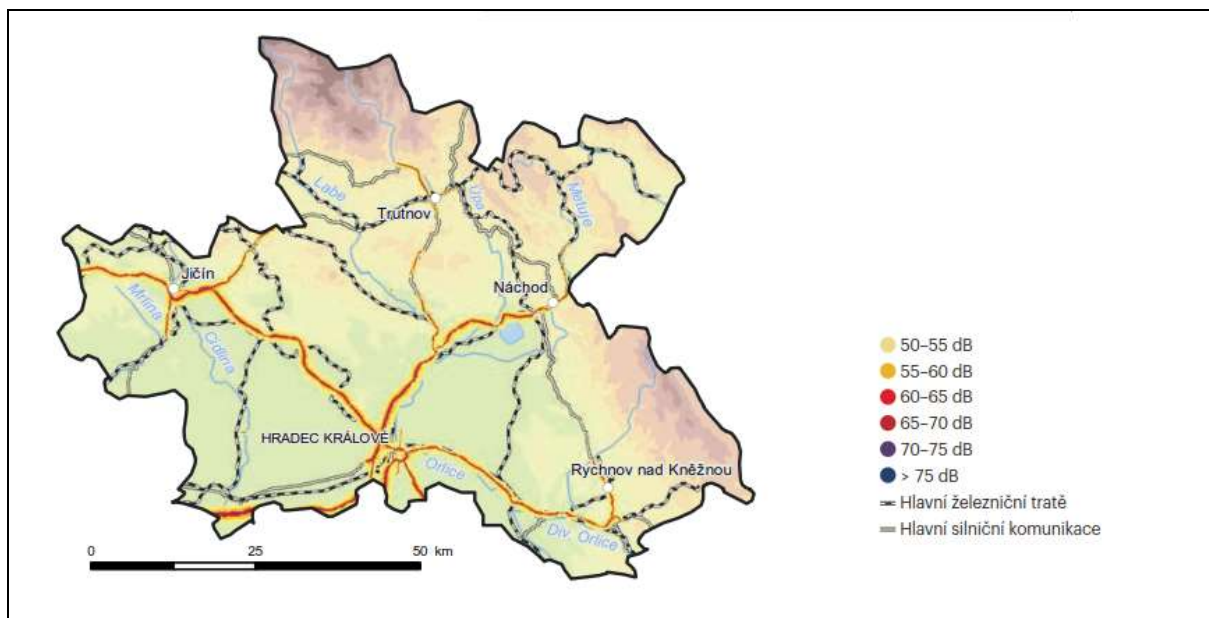 Labe
Úpa
Metuje
Trutnov
Jičín
Náchod
Mrlina
Cidlina
HRADEC KRÁLOVÉ
Orlice
Rychnov nad Kněžnou
Div. Orlice
0 25 50 km
50–55 dB
55–60 dB
60–65 dB
65–70 dB
70–75 dB
> 75 dB
Hlavní železniční tratě
Hlavní silniční komunikace